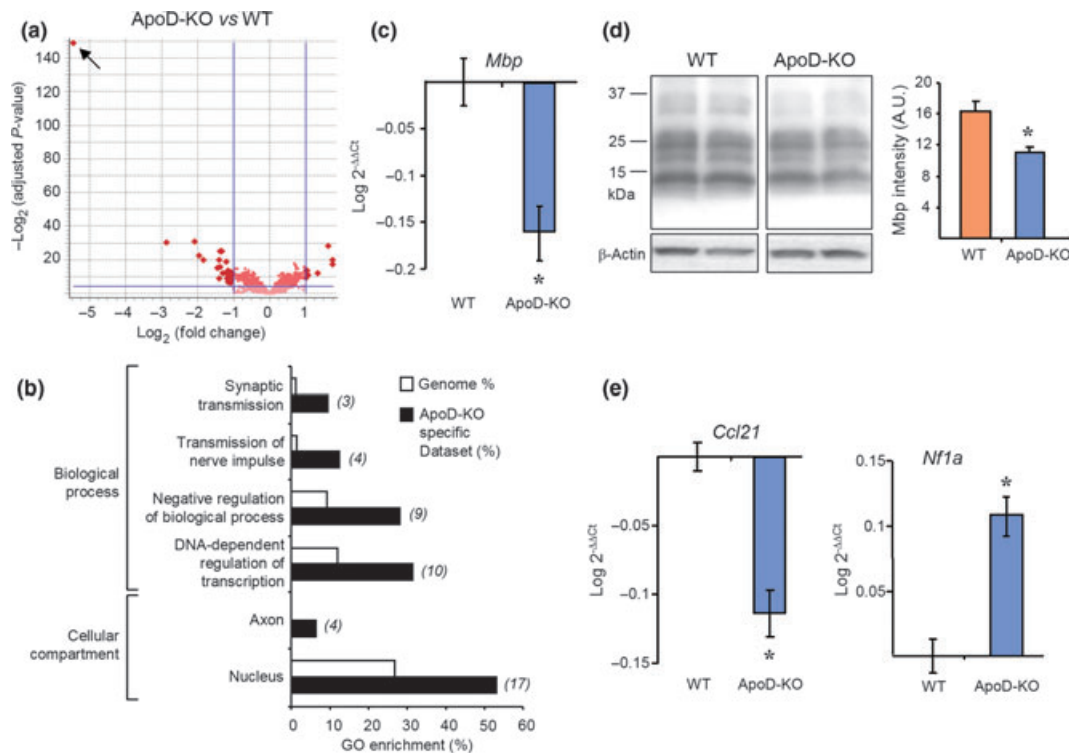 (a)
ApoD-KO vs WT
–Log2 (adjusted P-value)
140
120
100
80
60
40
20
–5
–4
–3
–2
–1
0
1
Log2 (fold change)
(b)
Biological process
Cellular compartment
Synaptic transmission
Transmission of nerve impulse
Negative regulation of biological process
DNA-dependent regulation of transcription
Axon
Nucleus
Genome %
ApoD-KO specific Dataset (%)
(3)
(4)
(9)
(10)
(4)
(17)
0
10
20
30
40
50
60
GO enrichment (%)
(c)
Mbp
Log 2-ΔΔCt
–0.05
–0.1
–0.15
–0.2
*
WT
ApoD-KO
(d)
WT
ApoD-KO
37
25
15
kDa
β-Actin
Mbp intensity (A.U.)
20
16
12
8
4
*
WT
ApoD-KO
(e)
Ccl21
Log 2-ΔΔCt
–0.05
–0.1
–0.15
*
WT
ApoD-KO
Nf1a
Log 2-ΔΔCt
0.15
0.1
0.05
*
WT
ApoD-KO